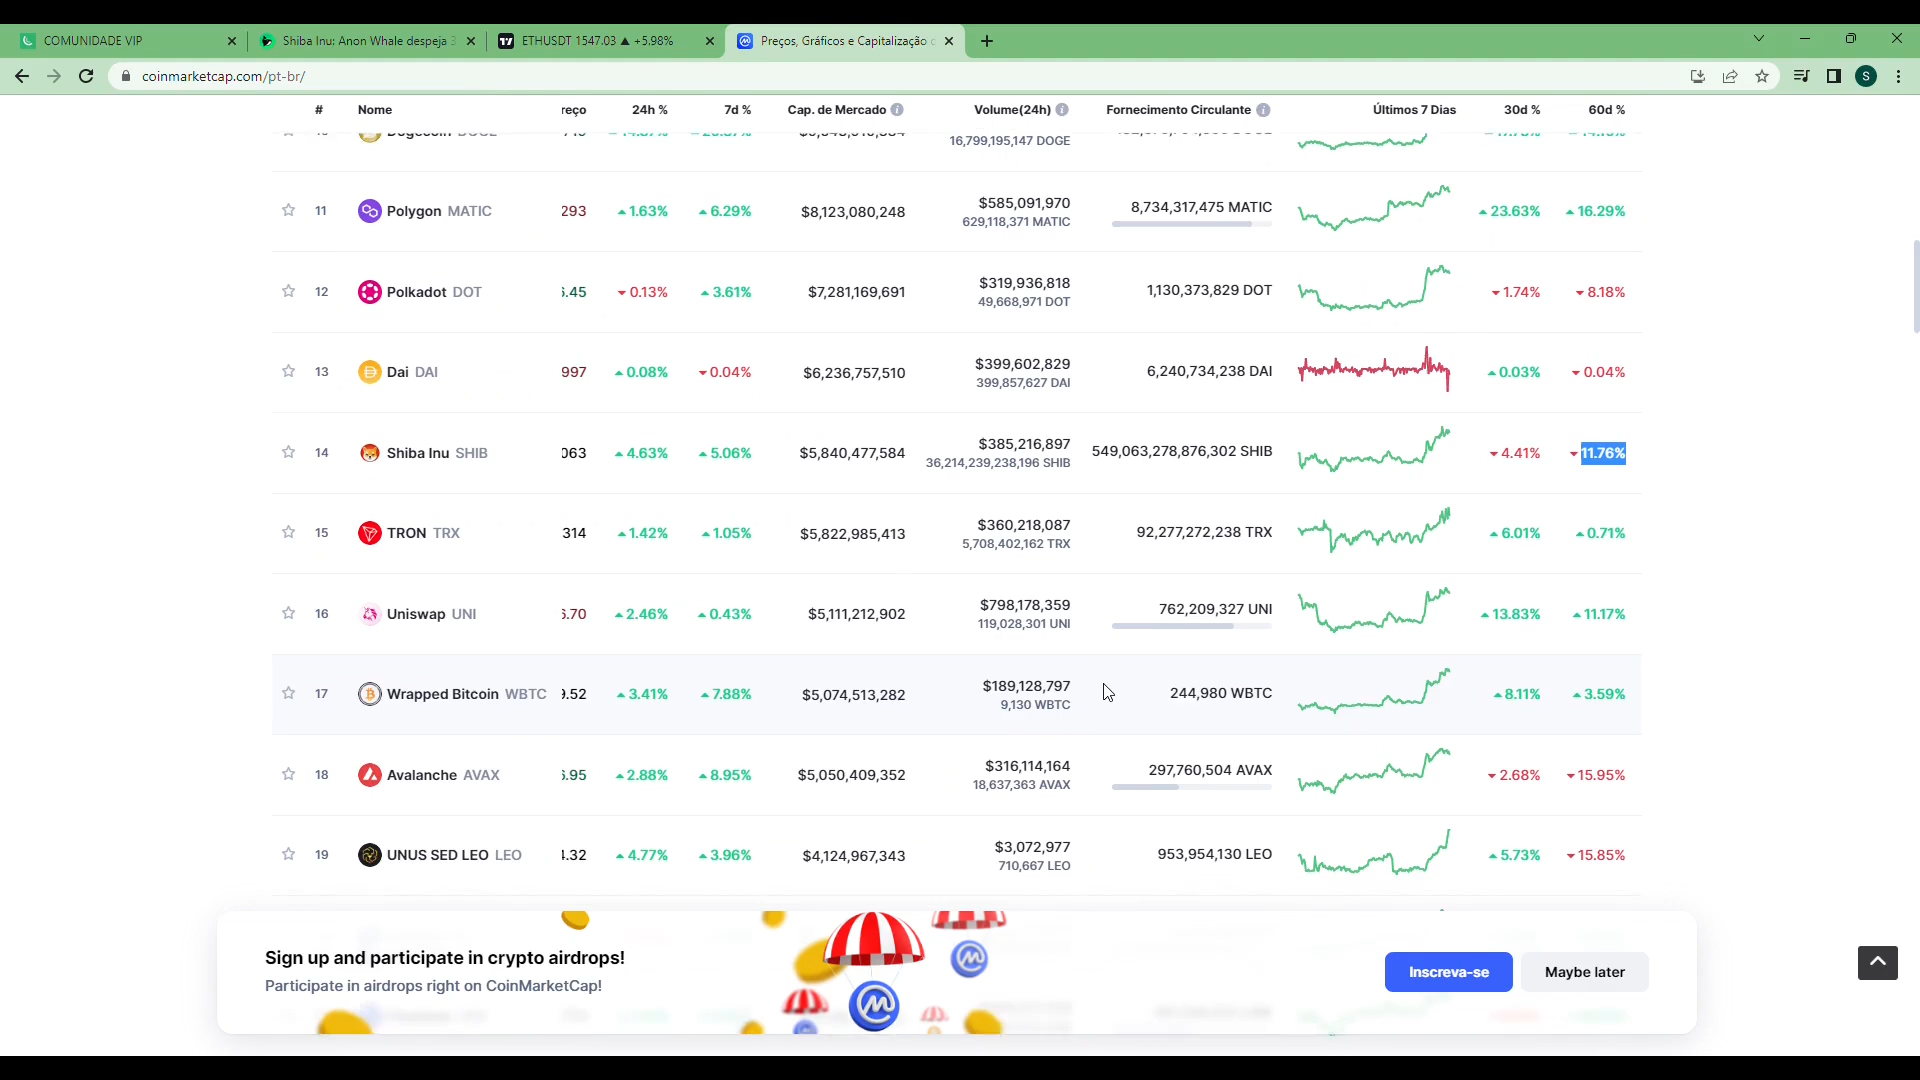 COMUNIDADE VIP
Shiba Inu: Anon Whale despeja 3
ETHUSDT 1547.03 ▲ +5.98%
Preços, Gráficos e Capitalização
coinmarketcap.com/pt-br/
S
# Nome reço 24h % 7d % Cap. de Mercado Volume(24h) Fornecimento Circulante Últimos 7 Dias 30d % 60d %
Dogecoin DOGE
16,799,195,147 DOGE
11 Polygon MATIC 293 1.63% 6.29% $8,123,080,248 $585,091,970 8,734,317,475 MATIC 23.63% 16.29%
629,118,371 MATIC
12 Polkadot DOT .45 0.13% 3.61% $7,281,169,691 $319,936,818 1,130,373,829 DOT 1.74% 8.18%
49,668,971 DOT
13 Dai DAI 997 0.08% 0.04% $6,236,757,510 $399,602,829 6,240,734,238 DAI 0.03% 0.04%
399,857,627 DAI
14 Shiba Inu SHIB 063 4.63% 5.06% $5,840,477,584 $385,216,897 549,063,278,876,302 SHIB 4.41% 11.76%
36,214,239,238,196 SHIB
15 TRON TRX 314 1.42% 1.05% $5,822,985,413 $360,218,087 92,277,272,238 TRX 6.01% 0.71%
5,708,402,162 TRX
16 Uniswap UNI .70 2.46% 0.43% $5,111,212,902 $798,178,359 762,209,327 UNI 13.83% 11.17%
119,028,301 UNI
17 Wrapped Bitcoin WBTC 9.52 3.41% 7.88% $5,074,513,282 $189,128,797 244,980 WBTC 8.11% 3.59%
9,130 WBTC
18 Avalanche AVAX .95 2.88% 8.95% $5,050,409,352 $316,114,164 297,760,504 AVAX 2.68% 15.95%
18,637,363 AVAX
19 UNUS SED LEO LEO .32 4.77% 3.96% $4,124,967,343 $3,072,977 953,954,130 LEO 5.73% 15.85%
710,667 LEO
Sign up and participate in crypto airdrops!
Participate in airdrops right on CoinMarketCap!
Inscreva-se
Maybe later